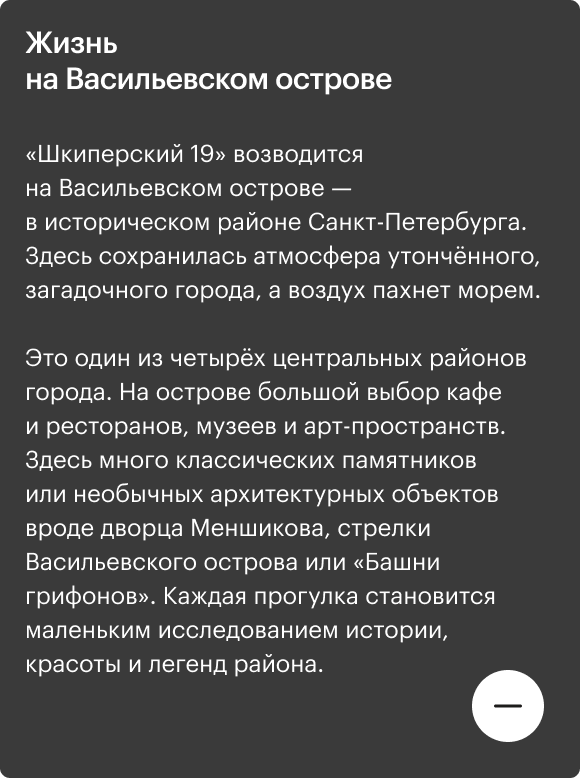 Жизнь
на Васильевском острове
«Шкиперский 19» возводится
на Васильевском острове —
в историческом районе Санкт-Петербурга.
Здесь сохранилась атмосфера утончённого,
загадочного города, а воздух пахнет морем.
Это один из четырёх центральных районов
города. На острове большой выбор кафе
и ресторанов, музеев и арт-пространств.
Здесь много классических памятников
или необычных архитектурных объектов
вроде дворца Меншикова, стрелки
Васильевского острова или «Башни
грифонов». Каждая прогулка становится
маленьким исследованием истории,
красоты и легенд района.